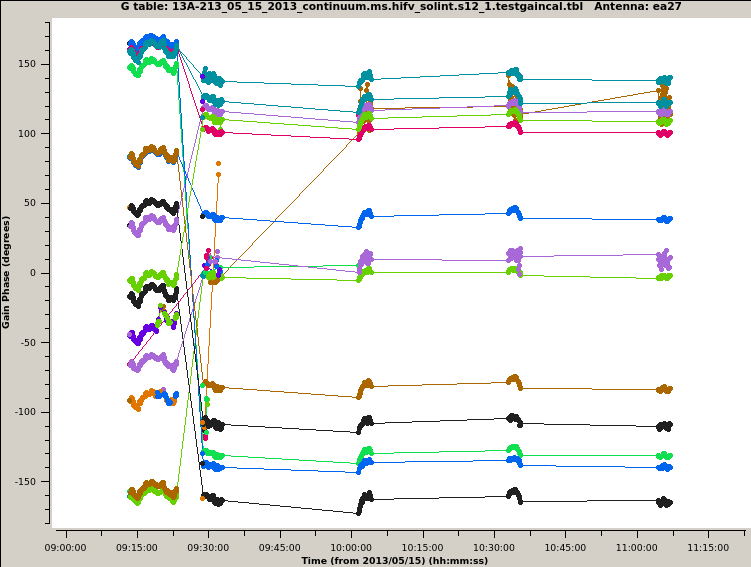 G table: 13A-213_05_15_2013_continuum.ms.hifv_solint.s12_1.testgaincal.tbl   Antenna: ea27
150
100
50
0
-50
-100
-150
Gain Phase (degrees)
09:00:00 09:15:00 09:30:00 09:45:00 10:00:00 10:15:00 10:30:00 10:45:00 11:00:00 11:15:00
Time (from 2013/05/15) (hh:mm:ss)